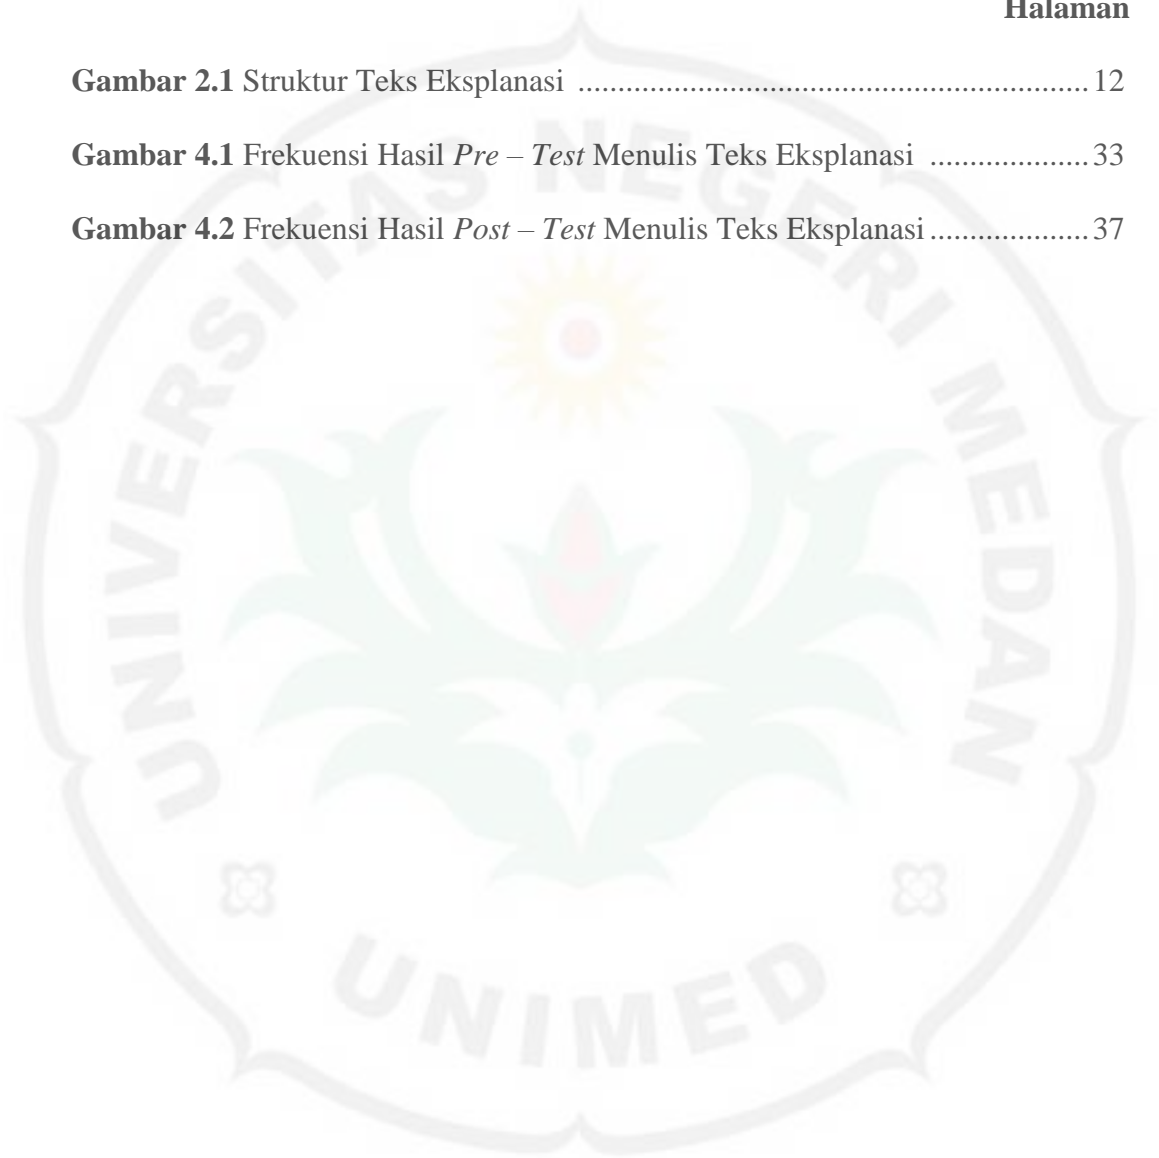 Halaman
Gambar 2.1 Struktur Teks Eksplanasi ................................................................ 12
Gambar 4.1 Frekuensi Hasil Pre – Test Menulis Teks Eksplanasi .................... 33
Gambar 4.2 Frekuensi Hasil Post – Test Menulis Teks Eksplanasi .................... 37
UNIVERSITAS NEGERI MEDAN
UNIMED